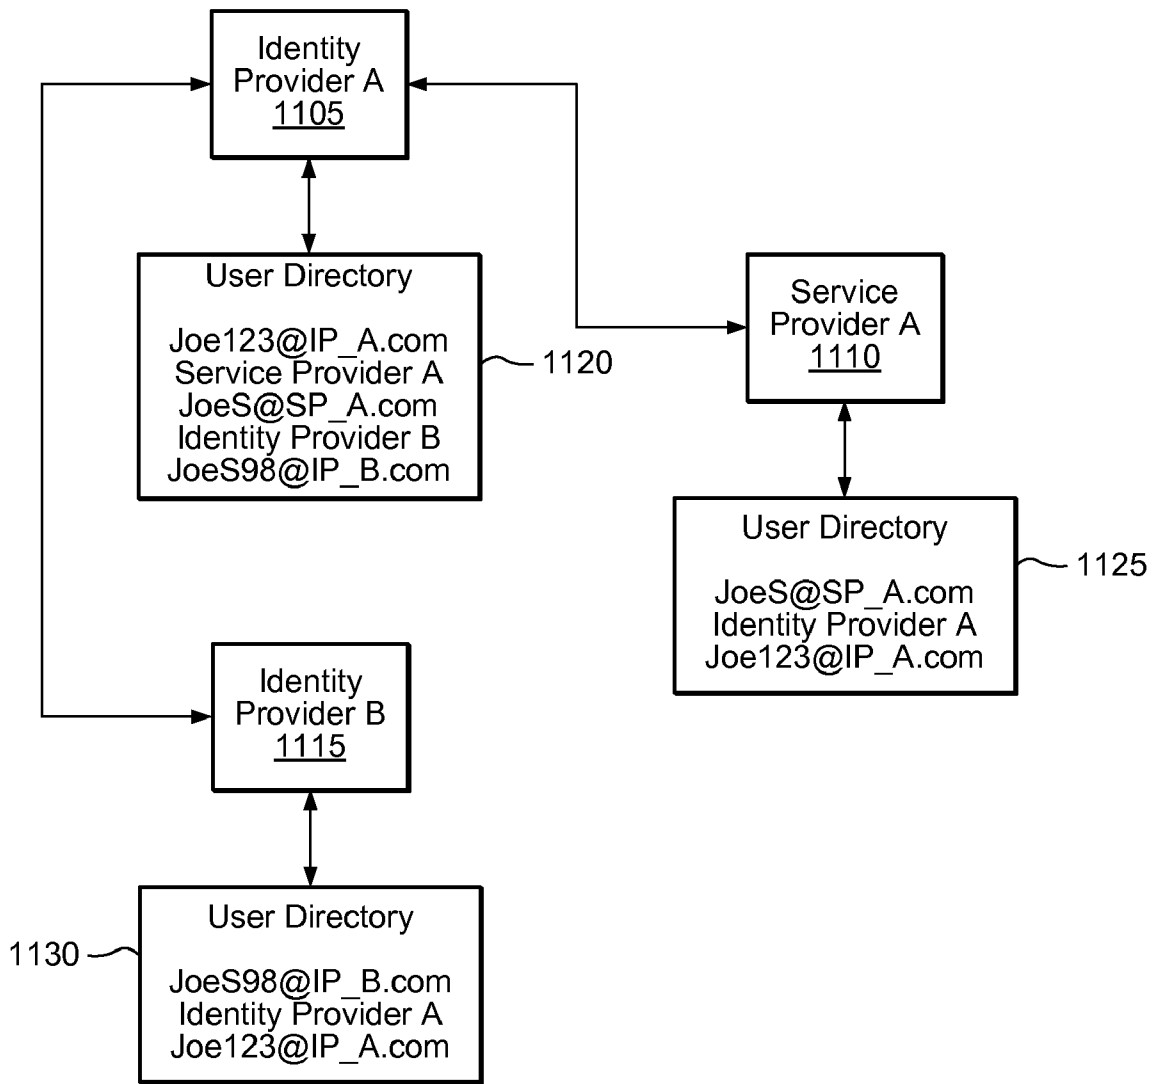 Identity
Provider A
1105
User Directory
Joe123@IP_A.com
Service Provider A
JoeS@SP_A.com
Identity Provider B
JoeS98@IP_B.com
1120
Service
Provider A
1110
User Directory
JoeS@SP_A.com
Identity Provider A
Joe123@IP_A.com
1125
Identity
Provider B
1115
User Directory
JoeS98@IP_B.com
Identity Provider A
Joe123@IP_A.com
1130